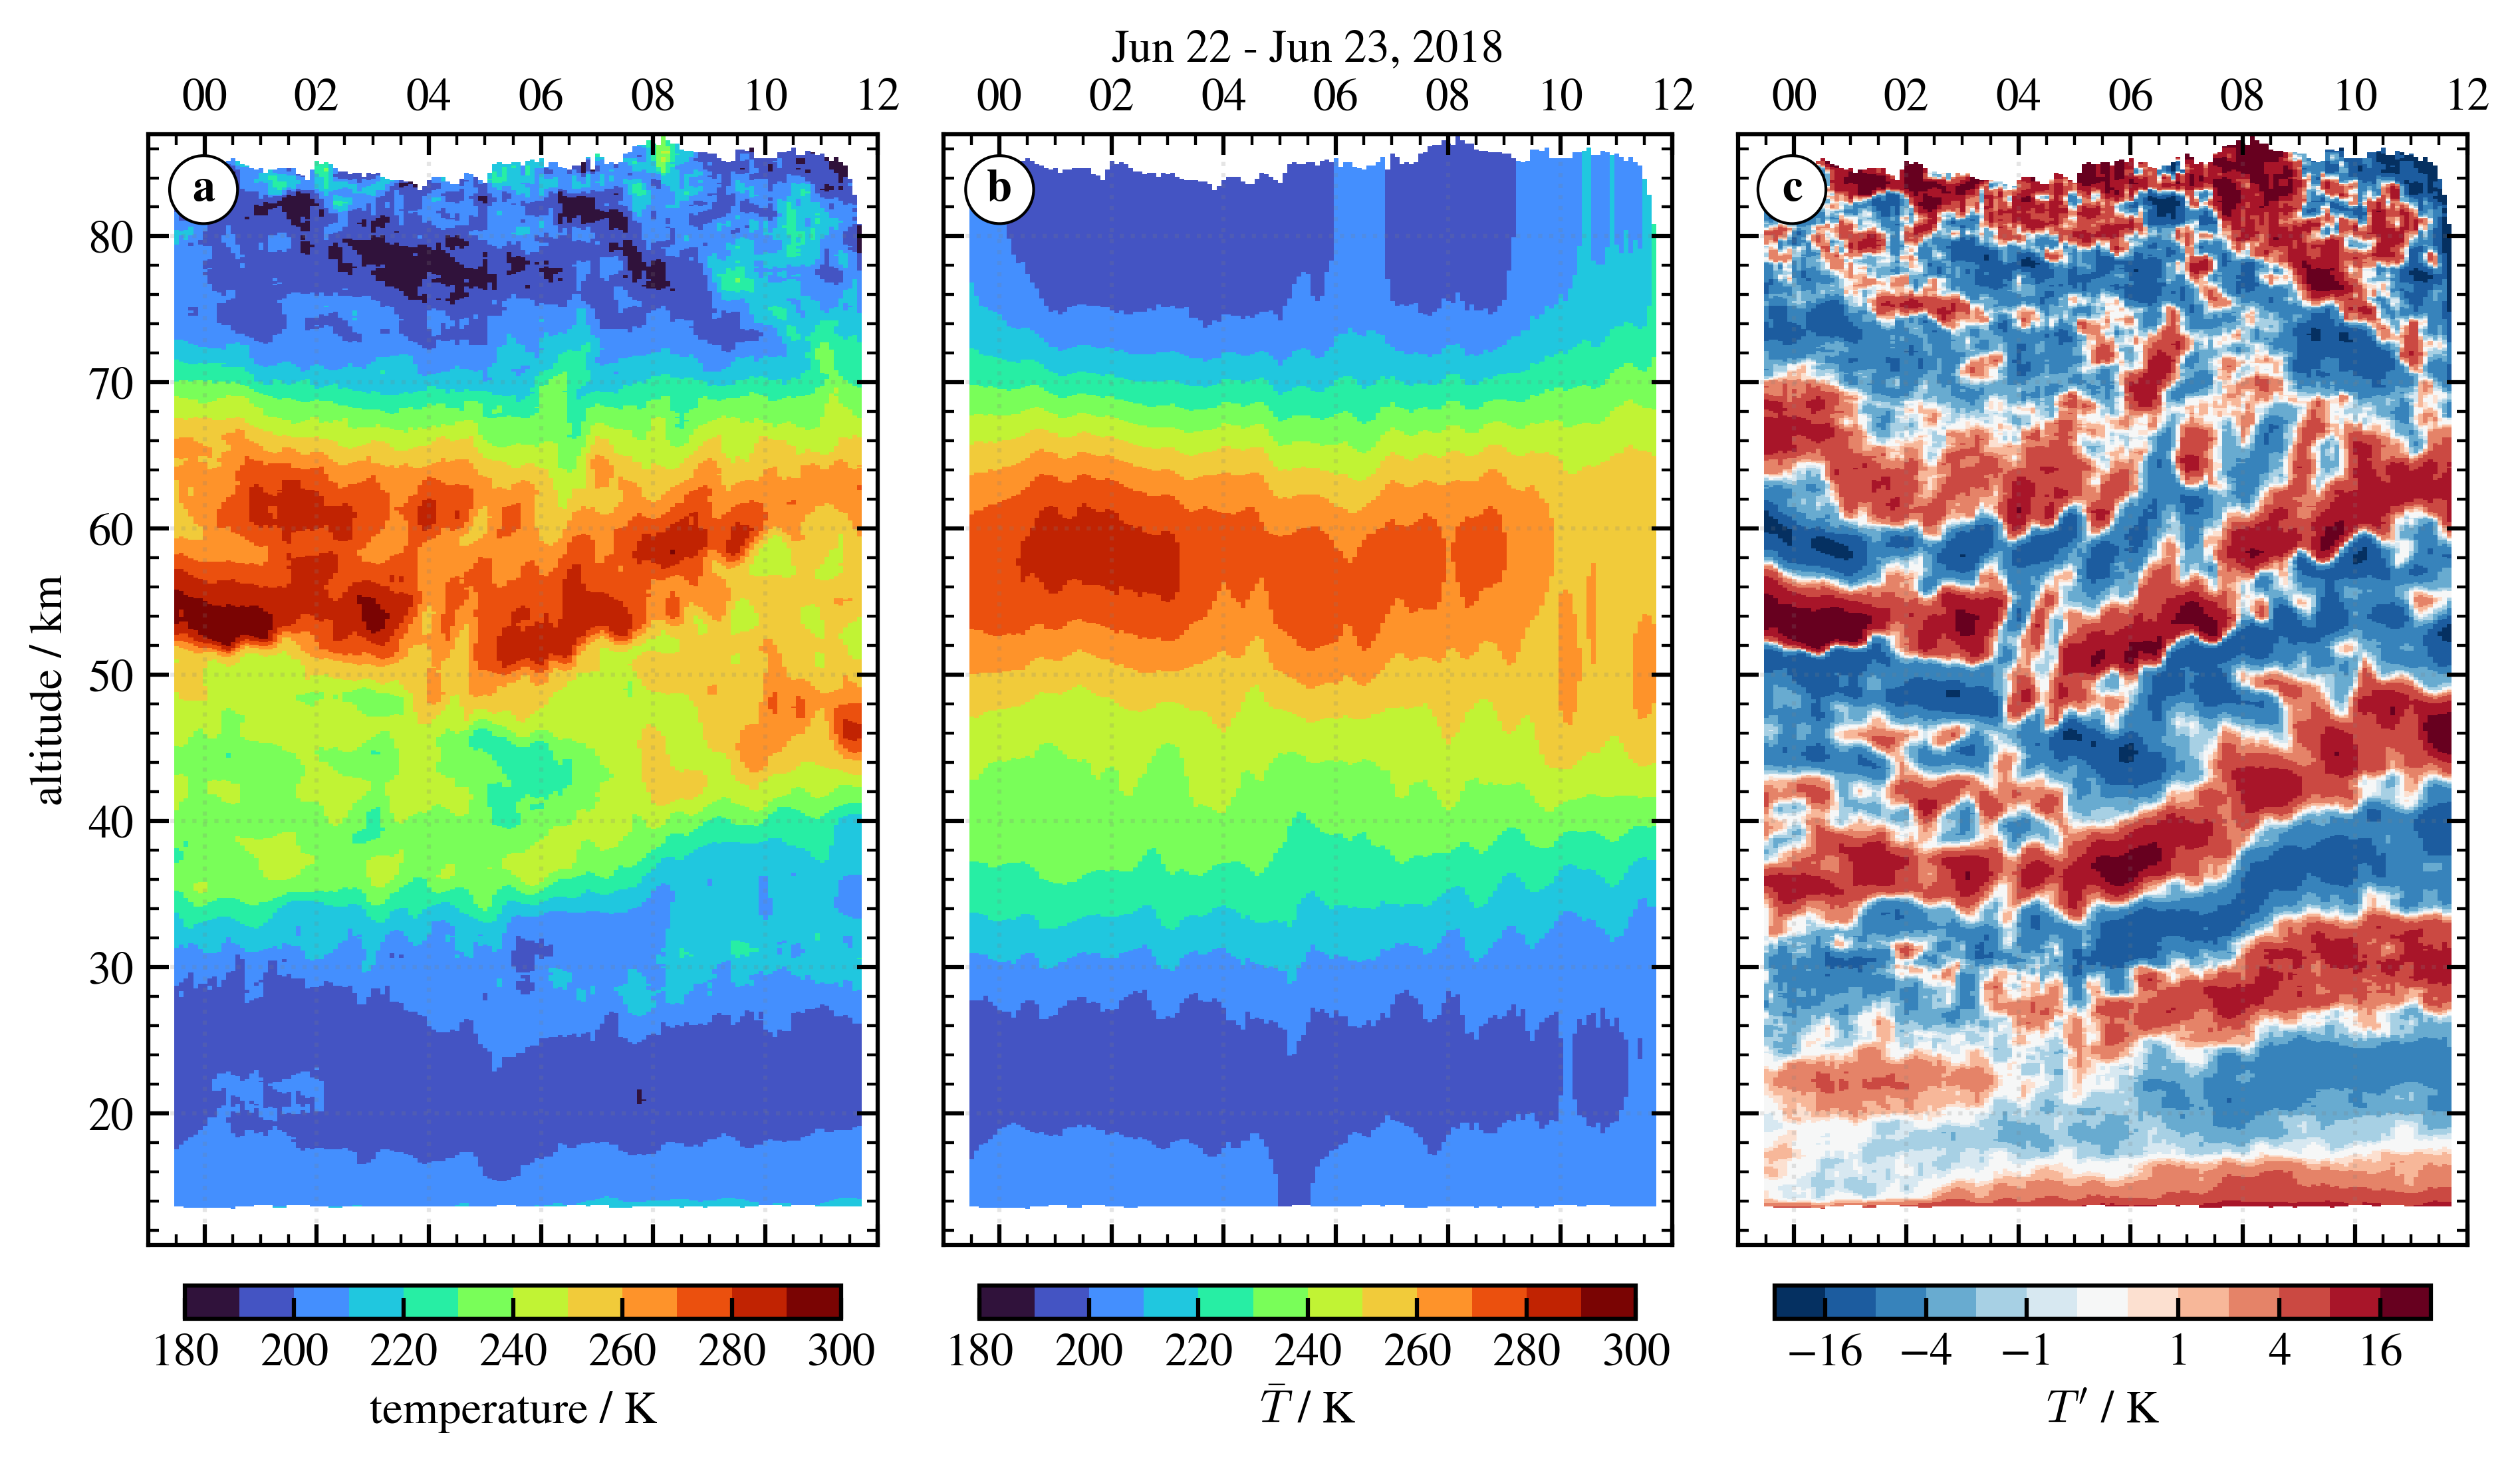 Jun 22 - Jun 23, 2018
00 02 04 06 08 10 12
00 02 04 06 08 10 12
00 02 04 06 08 10 12
a
b
c
80
70
60
50
40
30
20
altitude / km
180 200 220 240 260 280 300
temperature / K
180 200 220 240 260 280 300
T̄ / K
−16 −4 −1 1 4 16
T′ / K